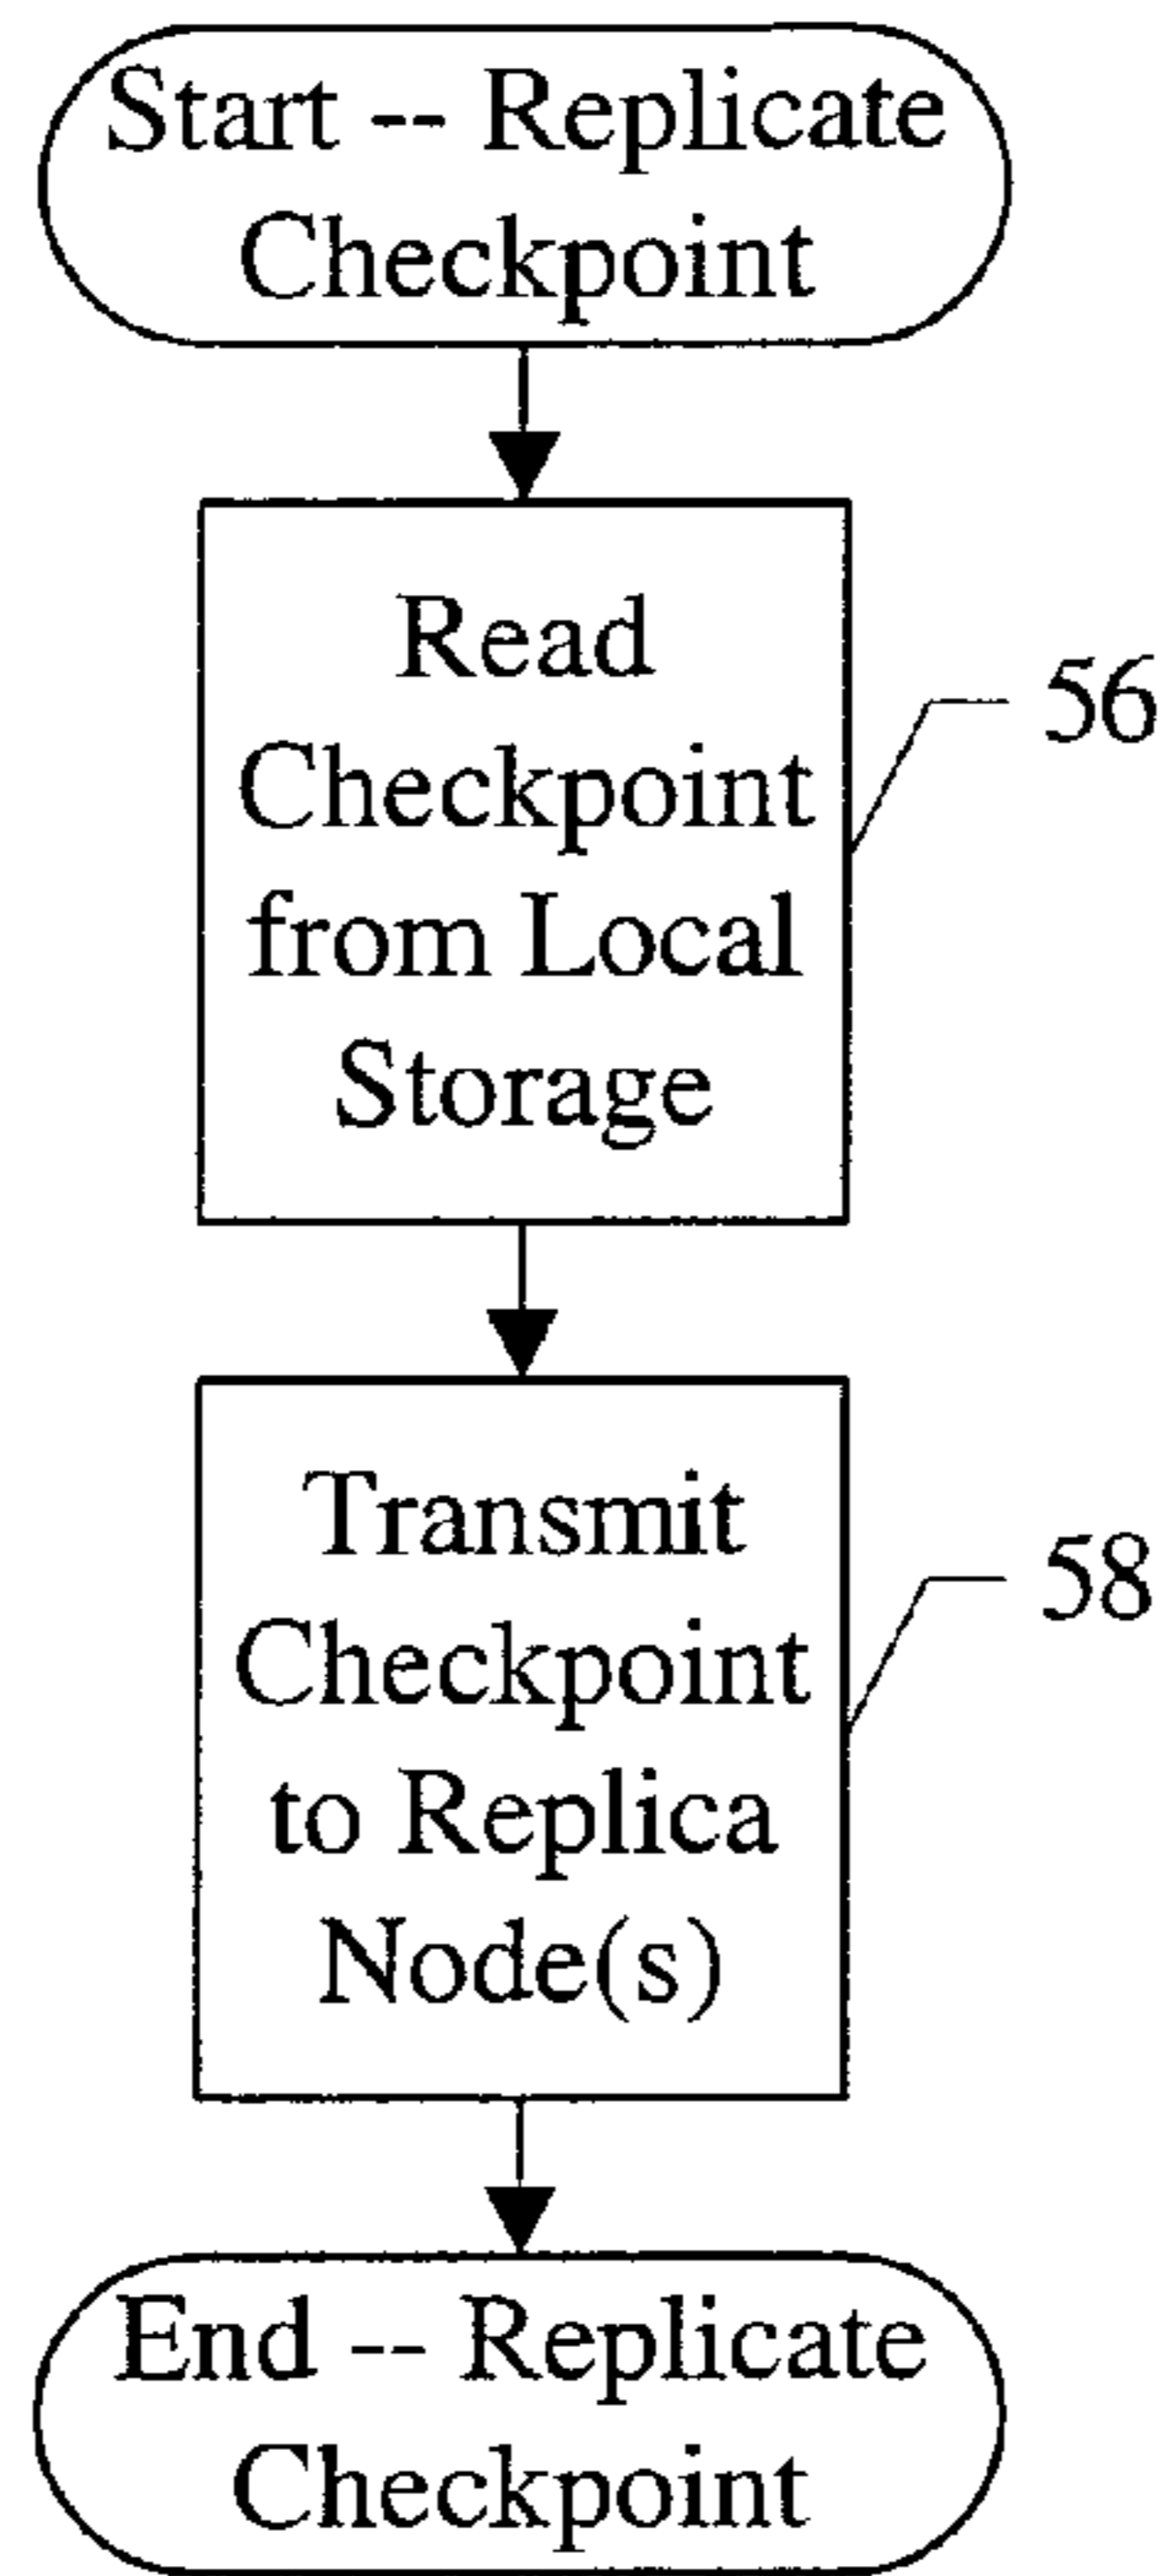 Start -- Replicate
Checkpoint
Read
Checkpoint
from Local
Storage
56
Transmit
Checkpoint
to Replica
Node(s)
58
End -- Replicate
Checkpoint